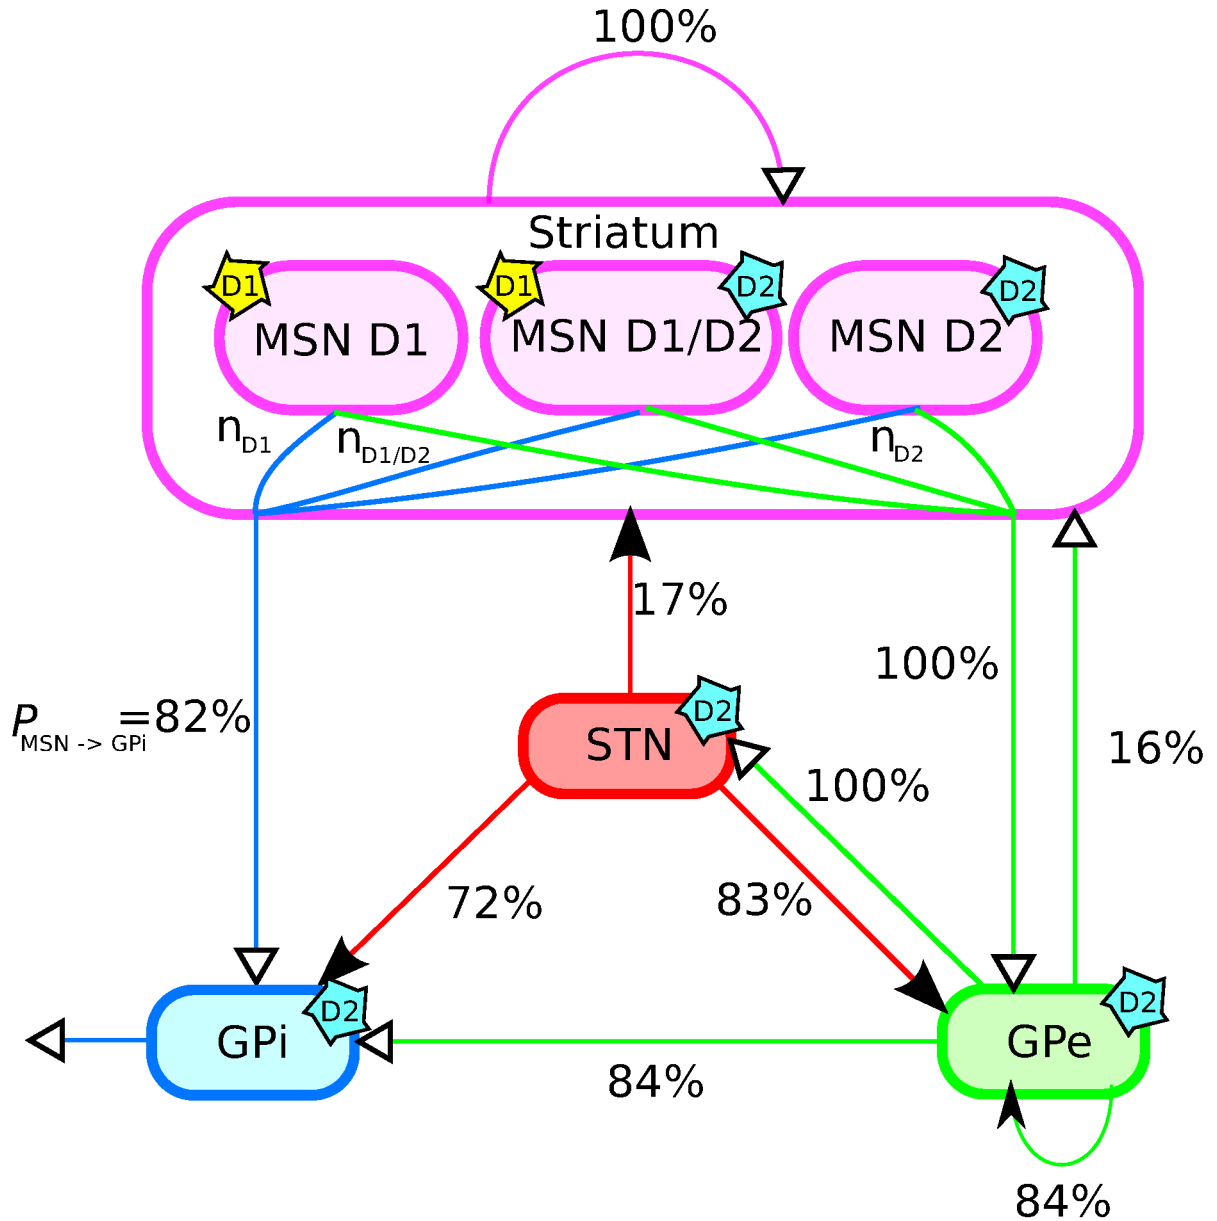 100%
Striatum
D1
D1
D2
D2
MSN D1
MSN D1/D2
MSN D2
nD1
nD1/D2
nD2
17%
100%
PMSN -> GPi =82%
D2
STN
16%
100%
72%
83%
D2
GPi
D2
GPe
84%
84%